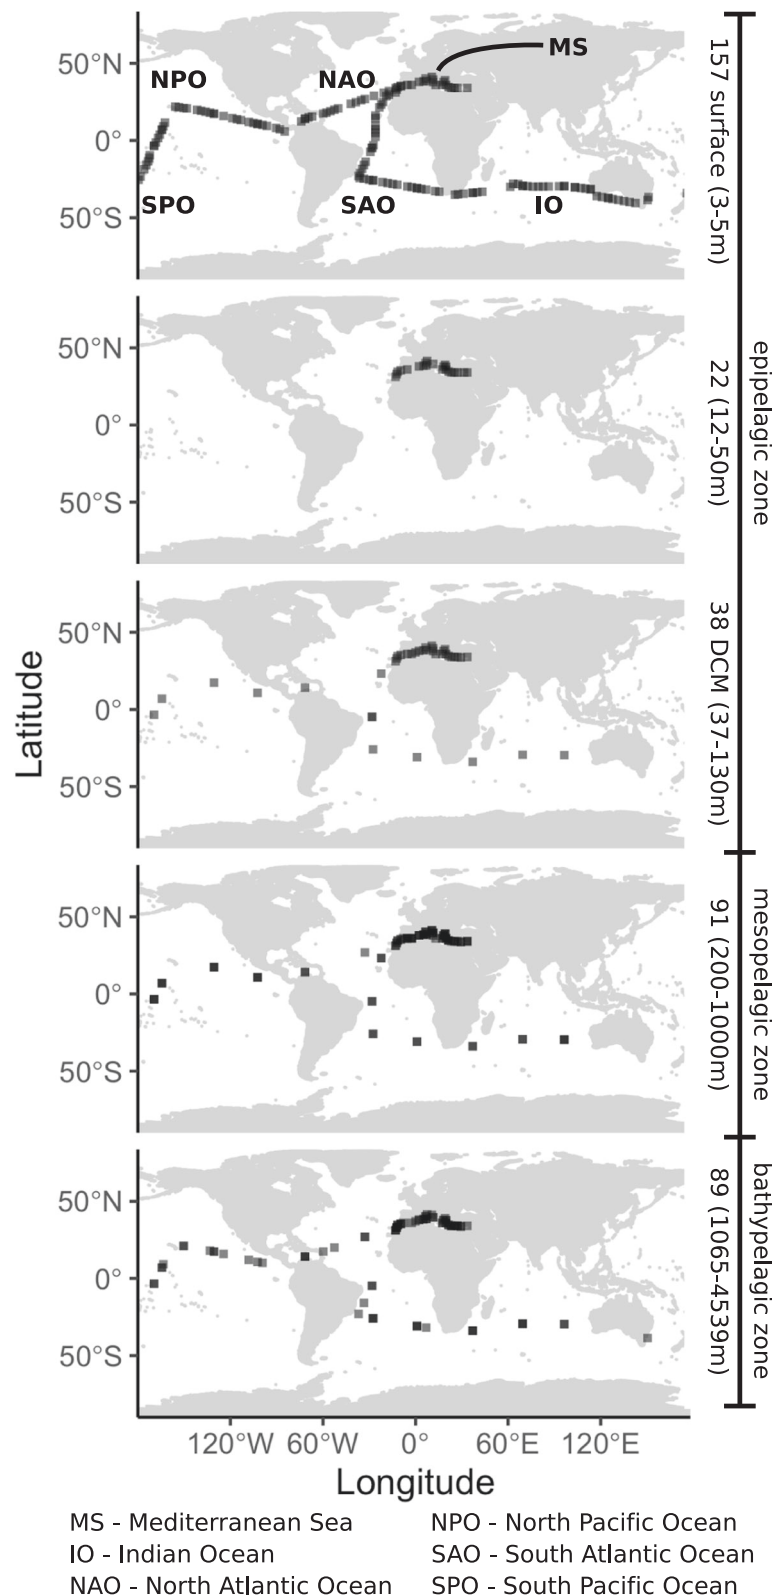 MS
NPO
NAO
50°N
0°
SPO
SAO
IO
50°S
157 surface (3-5m)
50°N
0°
50°S
22 (12-50m)
epipelagic zone
50°N
0°
50°S
38 DCM (37-130m)
Latitude
50°N
0°
50°S
91 (200-1000m)
mesopelagic zone
50°N
0°
50°S
89 (1065-4539m)
bathypelagic zone
120°W 60°W 0° 60°E 120°E
Longitude
MS - Mediterranean Sea NPO - North Pacific Ocean
IO - Indian Ocean SAO - South Atlantic Ocean
NAO - North Atlantic Ocean SPO - South Pacific Ocean